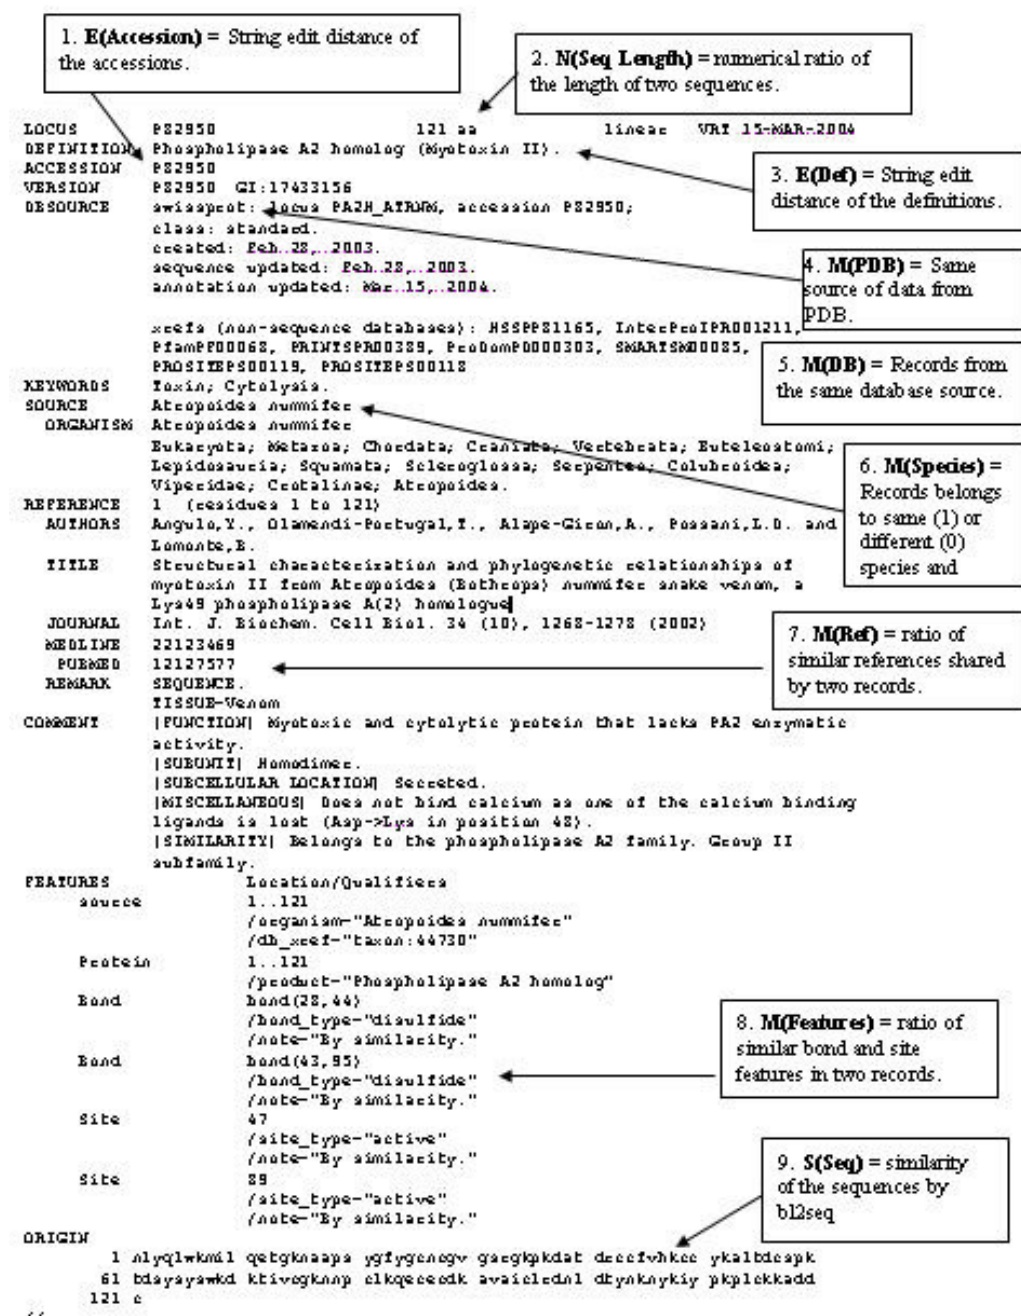 1. E(Accession) = String edit distance of
the accessions.
2. N(Seq Length) = numerical ratio of
the length of two sequences.
LOCUS P82950 121 aa linear VRT 15-MAR-2004
DEFINITION Phospholipase A2 homolog (Myotoxin II).
ACCESSION P82950
VERSION P82950 GI:17433156
DBSOURCE swissprot: locus PA2H_ATRNM, accession P82950;
class: standard.
created: Feb 28, 2003.
sequence updated: Feb 28, 2003.
annotation updated: Mar 15, 2004.
3. E(Def) = String edit
distance of the definitions.
4. M(PDB) = Same
source of data from
PDB.
xrefs (non-sequence databases): HSSPP81165, InterProIPR001211,
PfamPF00068, PRINTSPR00389, ProDomPD000303, SMARTSM00085,
PROSITEPS00119, PROSITEPS00118
5. M(DB) = Records from
the same database source.
KEYWORDS Toxin; Cytolysis.
SOURCE Atropoides nummifer
ORGANISM Atropoides nummifer
Eukaryota; Metazoa; Chordata; Craniata; Vertebrata; Euteleostomi;
Lepidosauria; Squamata; Scleroglossa; Serpentes; Colubroidea;
Viperidae; Crotalinae; Atropoides.
6. M(Species) =
Records belongs
to same (1) or
different (0)
species and
REFERENCE 1 (residues 1 to 121)
AUTHORS Angulo,Y., Olamendi-Portugal,T., Alape-Giron,A., Possani,L.D. and
Lomonte,B.
TITLE Structural characterization and phylogenetic relationships of
myotoxin II from Atropoides (Bothrops) nummifer snake venom, a
Lys49 phospholipase A(2) homologue
JOURNAL Int. J. Biochem. Cell Biol. 34 (10), 1268-1278 (2002)
MEDLINE 22123469
PUBMED 12127577
REMARK SEQUENCE.
TISSUE=Venom
7. M(Ref) = ratio of
similar references shared
by two records.
COMMENT [FUNCTION] Myotoxic and cytolytic protein that lacks PA2 enzymatic
activity.
[SUBUNIT] Homodimer.
[SUBCELLULAR LOCATION] Secreted.
[MISCELLANEOUS] Does not bind calcium as one of the calcium binding
ligands is lost (Asp->Lys in position 48).
[SIMILARITY] Belongs to the phospholipase A2 family. Group II
subfamily.
FEATURES Location/Qualifiers
source 1..121
/organism="Atropoides nummifer"
/db_xref="taxon:44730"
Protein 1..121
/product="Phospholipase A2 homolog"
Bond bond(28,44)
/bond_type="disulfide"
/note="By similarity."
Bond bond(43,95)
/bond_type="disulfide"
/note="By similarity."
Site 47
/site_type="active"
/note="By similarity."
Site 89
/site_type="active"
/note="By similarity."
8. M(Features) = ratio of
similar bond and site
features in two records.
9. S(Seq) = similarity
of the sequences by
bl2seq
ORIGIN
1 nlyqlwkmil qetgknaaps ygfygcncgv gsrgkpkdat drccfvhkcc ykaltdcspk
61 tdsysyswkd ktivcgknnp clkqececdk avaiclrdnl dtynknykiy pkplckkadd
121 c
//